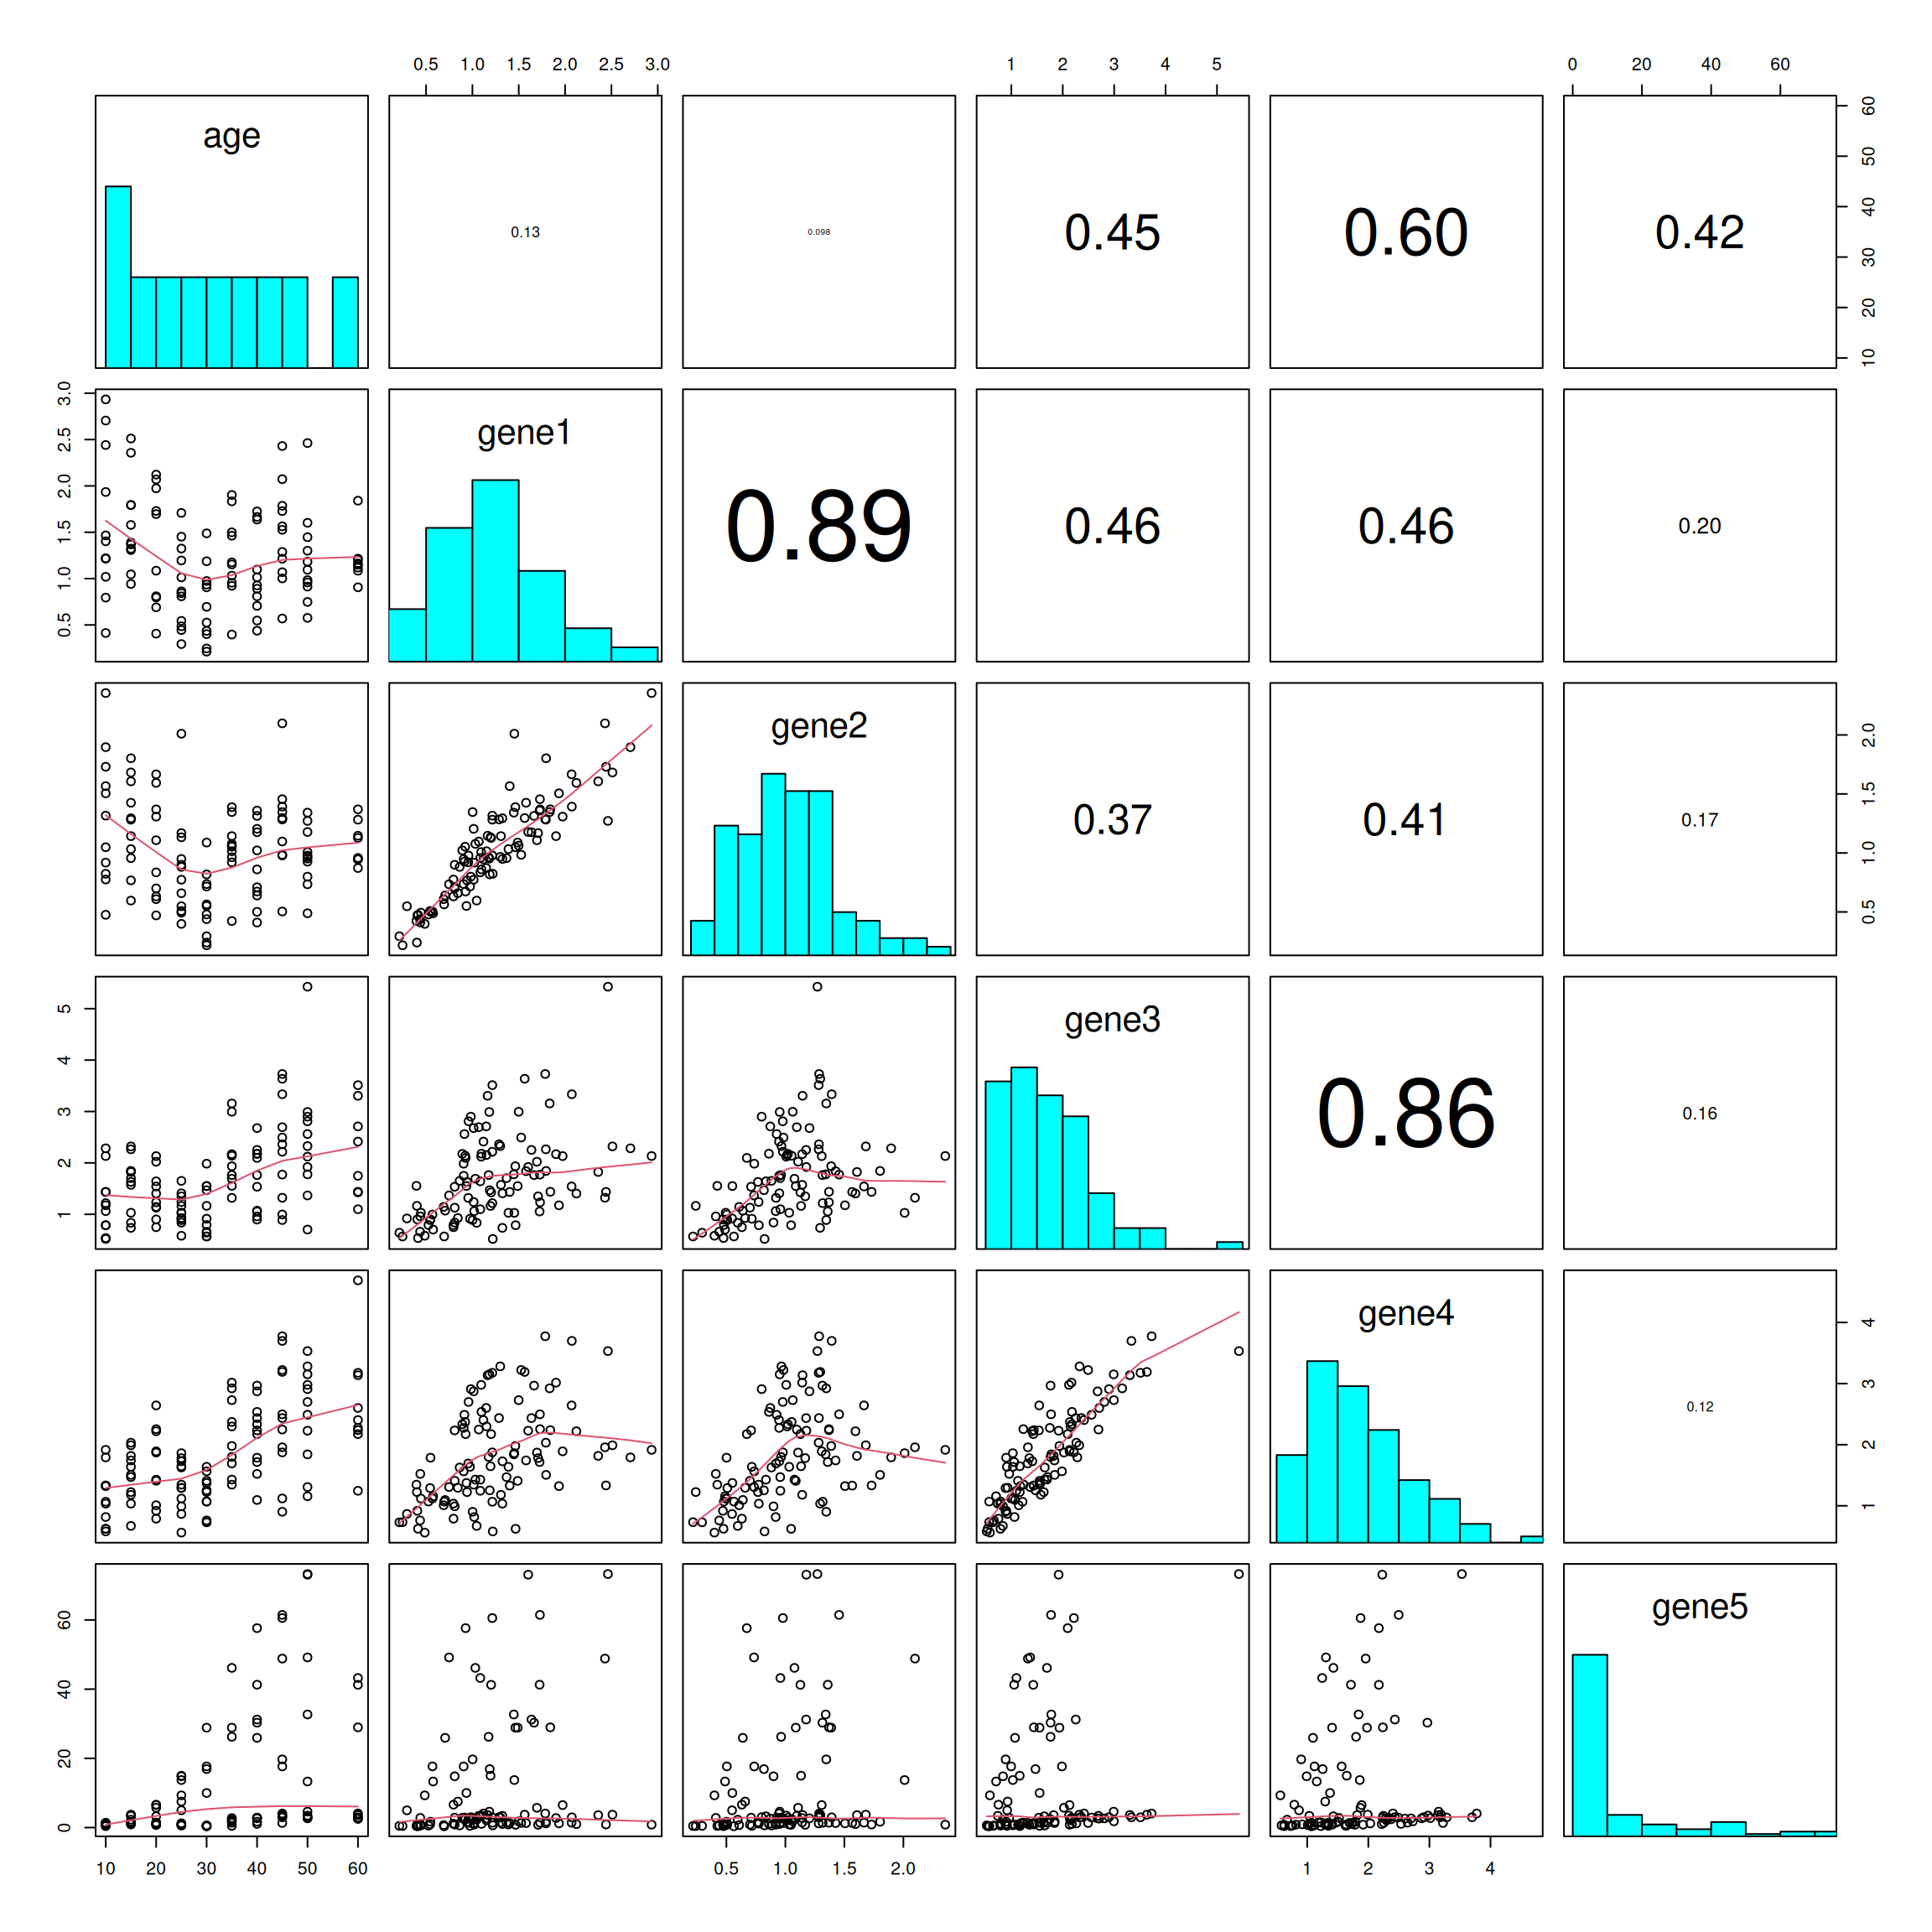 0.5 1.0 1.5 2.0 2.5 3.0
1 2 3 4 5
0 20 40 60
age
0.13
0.098
0.45
0.60
0.42
10 20 30 40 50 60
0.5 1.0 1.5 2.0 2.5 3.0
gene1
0.89
0.46
0.46
0.20
gene2
0.37
0.41
0.17
0.5 1.0 1.5 2.0
1 2 3 4 5
gene3
0.86
0.16
gene4
0.12
1 2 3 4
0 20 40 60
gene5
10 20 30 40 50 60
0.5 1.0 1.5 2.0
1 2 3 4